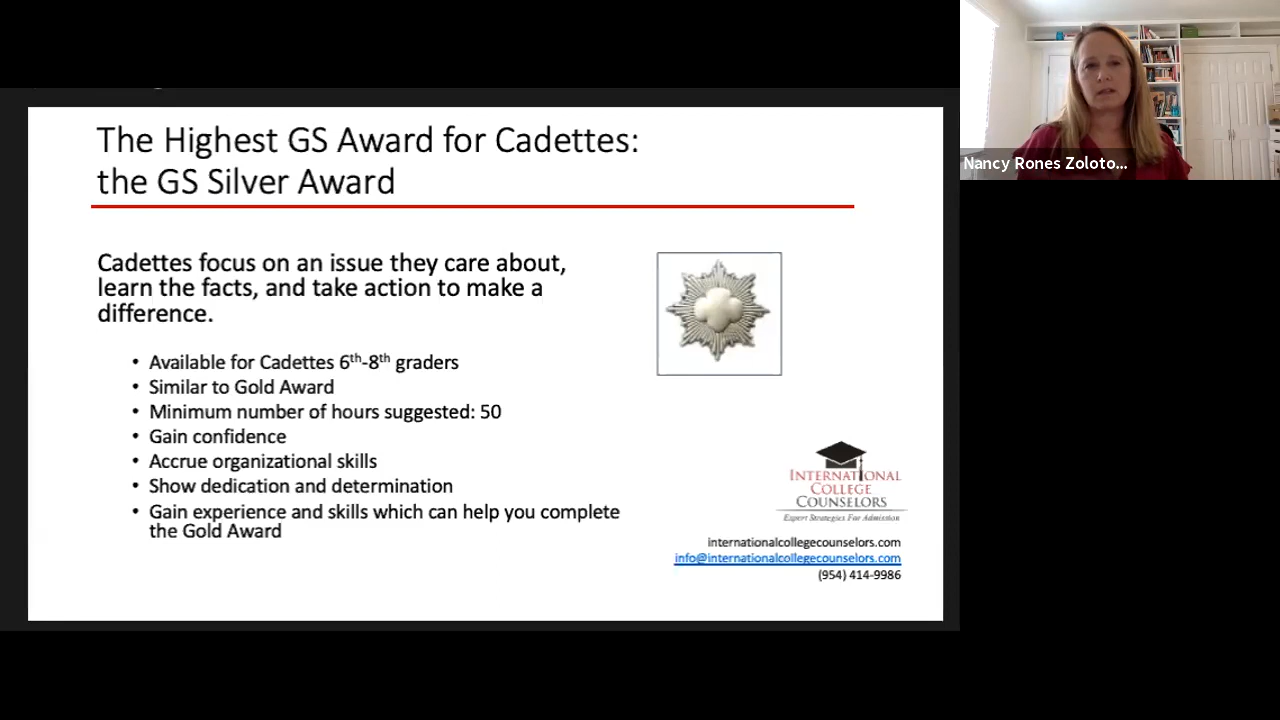 The Highest GS Award for Cadettes:
the GS Silver Award
Cadettes focus on an issue they care about,
learn the facts, and take action to make a
difference.
• Available for Cadettes 6th-8th graders
• Similar to Gold Award
• Minimum number of hours suggested: 50
• Gain confidence
• Accrue organizational skills
• Show dedication and determination
• Gain experience and skills which can help you complete
the Gold Award
INTERNATIONAL
COLLEGE
COUNSELORS
Expert Strategies For Admission
internationalcollegecounselors.com
info@internationalcollegecounselors.com
(954) 414-9986
Nancy Rones Zoloto...